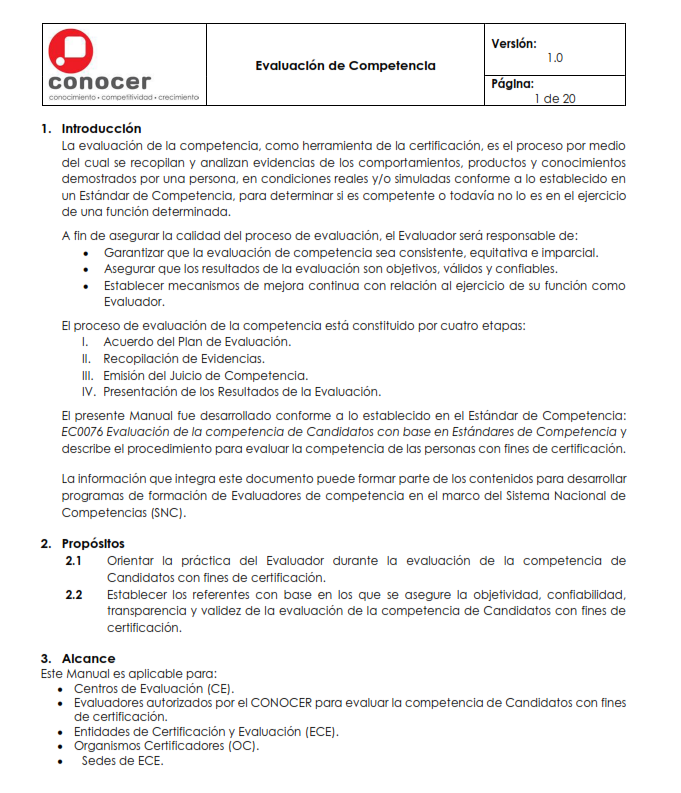 conocer
conocimiento • competitividad • crecimiento
Evaluación de Competencia
Versión:
1.0
Página:
1 de 20
1. Introducción
La evaluación de la competencia, como herramienta de la certificación, es el proceso por medio
del cual se recopilan y analizan evidencias de los comportamientos, productos y conocimientos
demostrados por una persona, en condiciones reales y/o simuladas conforme a lo establecido en
un Estándar de Competencia, para determinar si es competente o todavía no lo es en el ejercicio
de una función determinada.
A fin de asegurar la calidad del proceso de evaluación, el Evaluador será responsable de:
• Garantizar que la evaluación de competencia sea consistente, equitativa e imparcial.
• Asegurar que los resultados de la evaluación son objetivos, válidos y confiables.
• Establecer mecanismos de mejora continua con relación al ejercicio de su función como
Evaluador.
El proceso de evaluación de la competencia está constituido por cuatro etapas:
I. Acuerdo del Plan de Evaluación.
II. Recopilación de Evidencias.
III. Emisión del Juicio de Competencia.
IV. Presentación de los Resultados de la Evaluación.
El presente Manual fue desarrollado conforme a lo establecido en el Estándar de Competencia:
EC0076 Evaluación de la competencia de Candidatos con base en Estándares de Competencia y
describe el procedimiento para evaluar la competencia de las personas con fines de certificación.
La información que integra este documento puede formar parte de los contenidos para desarrollar
programas de formación de Evaluadores de competencia en el marco del Sistema Nacional de
Competencias (SNC).
2. Propósitos
2.1 Orientar la práctica del Evaluador durante la evaluación de la competencia de
Candidatos con fines de certificación.
2.2 Establecer los referentes con base en los que se asegure la objetividad, confiabilidad,
transparencia y validez de la evaluación de la competencia de Candidatos con fines de
certificación.
3. Alcance
Este Manual es aplicable para:
• Centros de Evaluación (CE).
• Evaluadores autorizados por el CONOCER para evaluar la competencia de Candidatos con fines
de certificación.
• Entidades de Certificación y Evaluación (ECE).
• Organismos Certificadores (OC).
• Sedes de ECE.